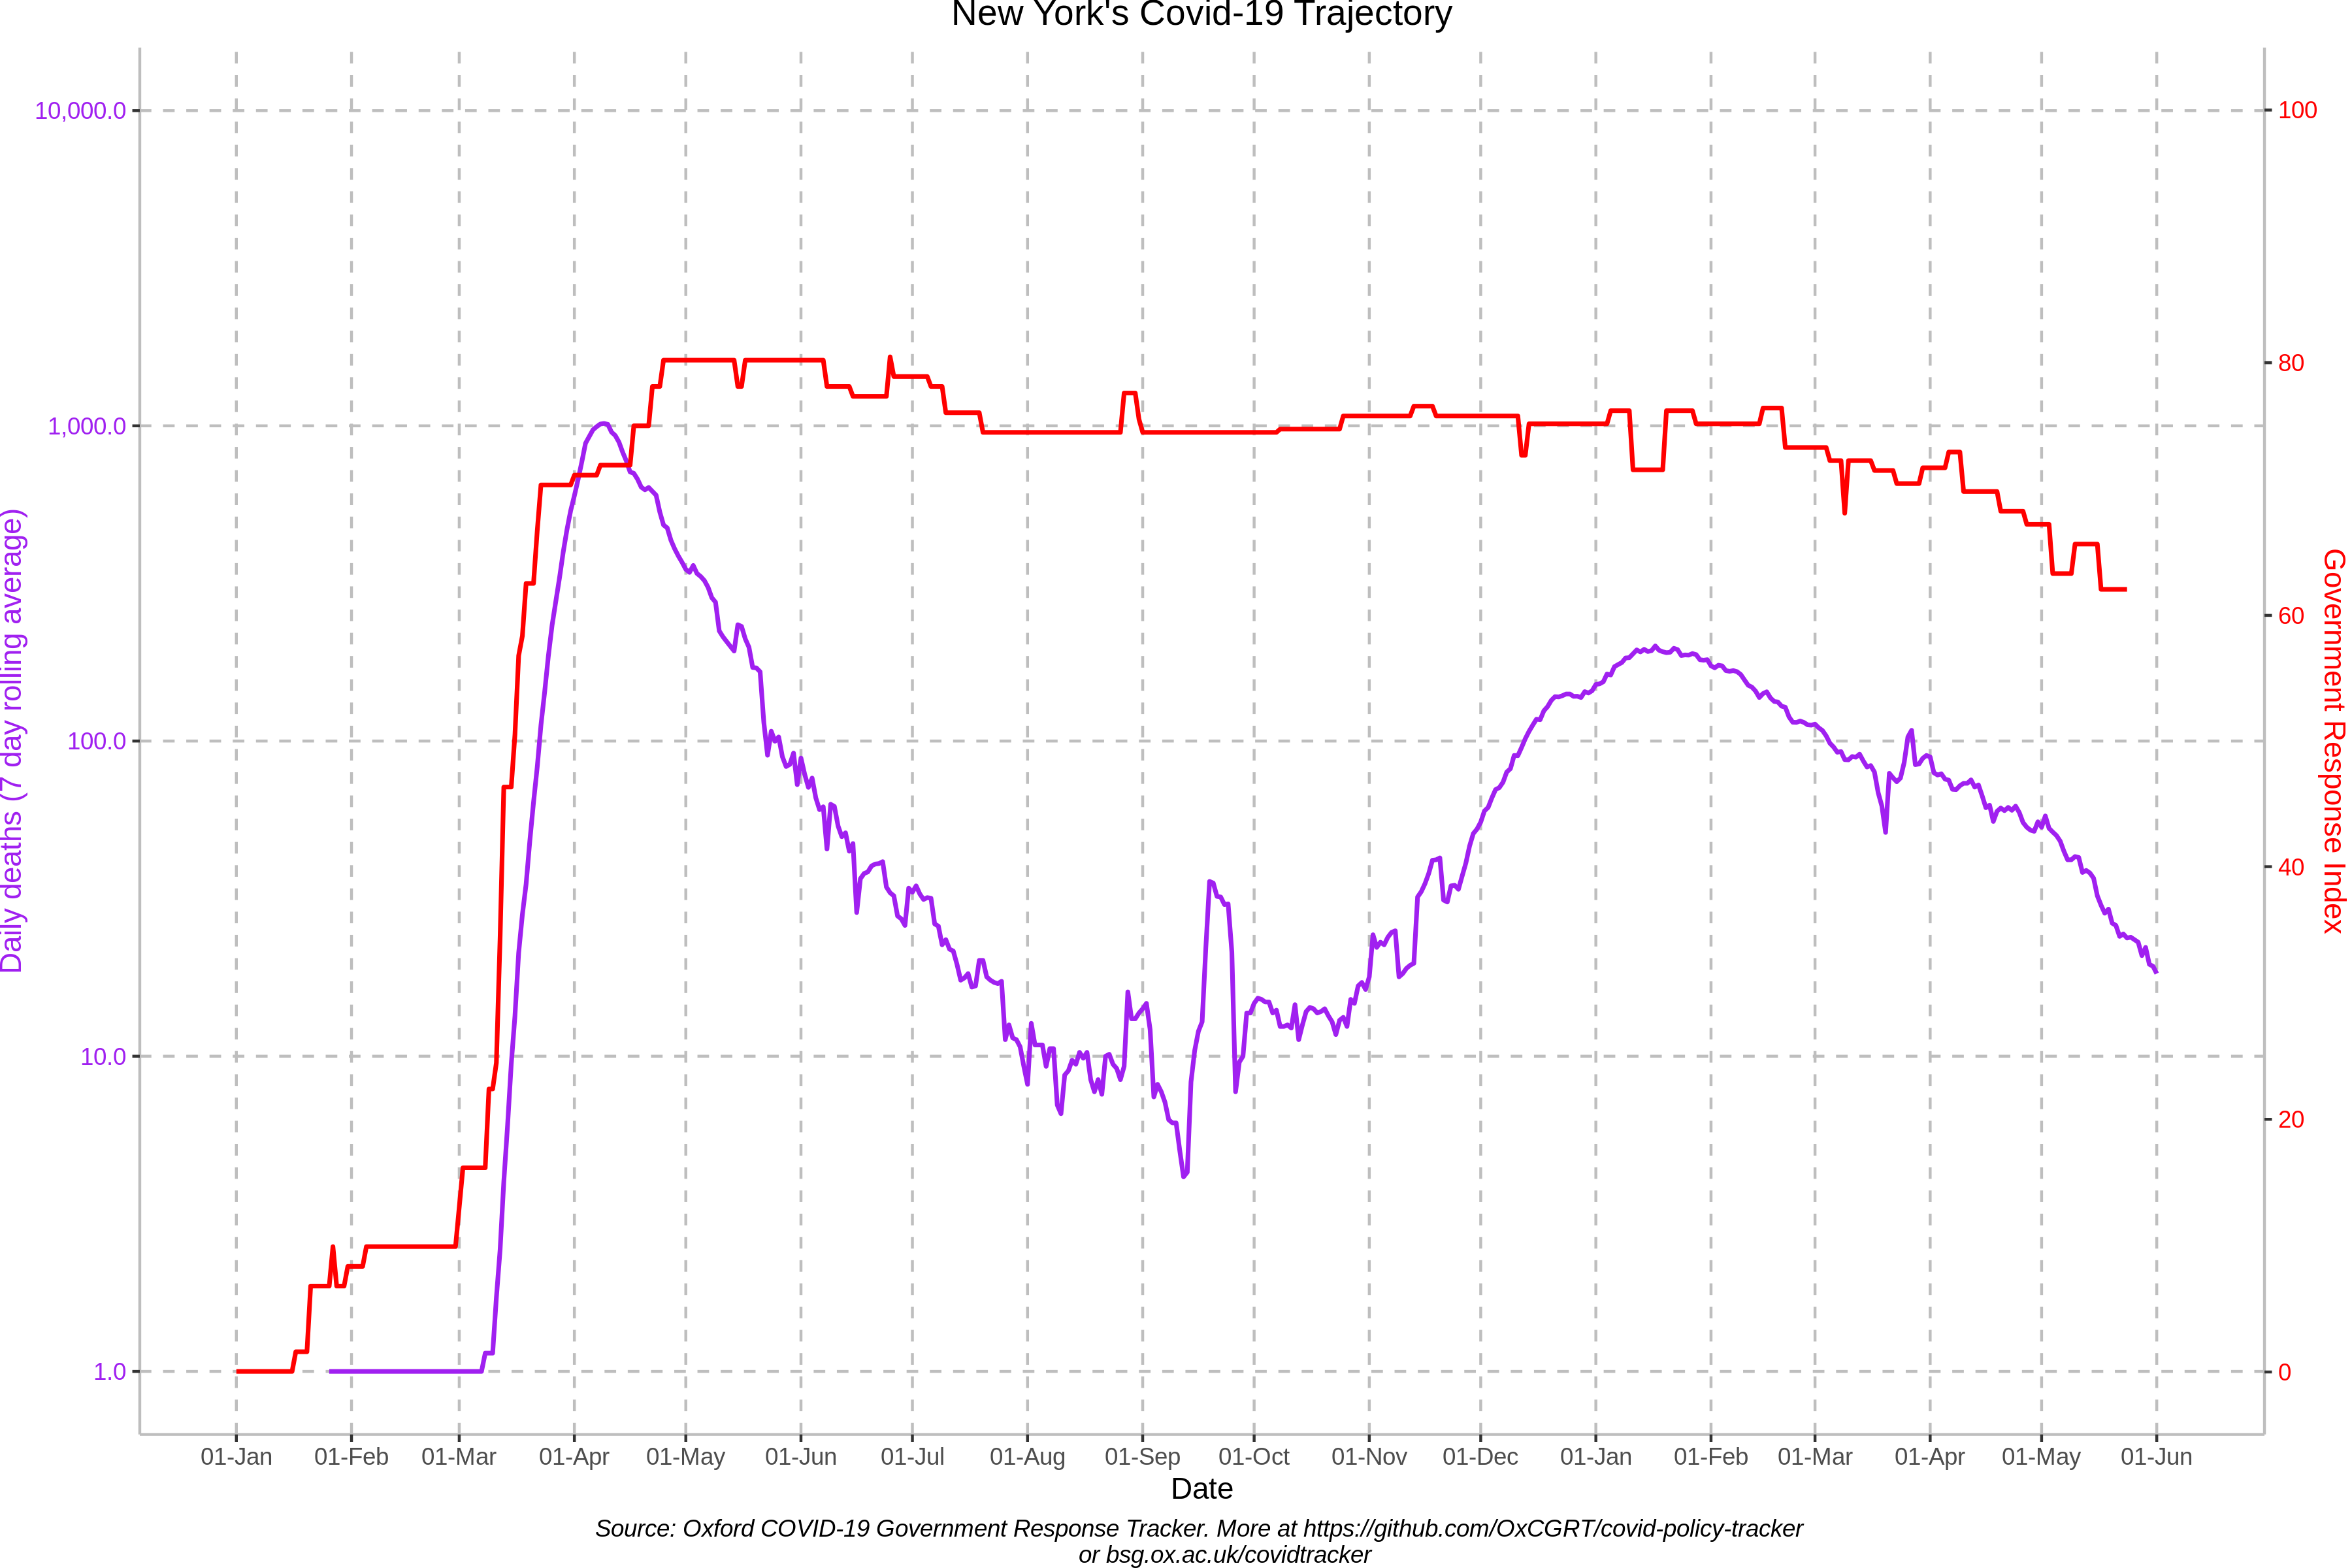 New York's Covid-19 Trajectory
10,000.0
1,000.0
100.0
10.0
1.0
Daily deaths (7 day rolling average)
100
80
60
40
20
0
Government Response Index
01-Jan 01-Feb 01-Mar 01-Apr 01-May 01-Jun 01-Jul 01-Aug 01-Sep 01-Oct 01-Nov 01-Dec 01-Jan 01-Feb 01-Mar 01-Apr 01-May 01-Jun
Date
Source: Oxford COVID-19 Government Response Tracker. More at https://github.com/OxCGRT/covid-policy-tracker
or bsg.ox.ac.uk/covidtracker